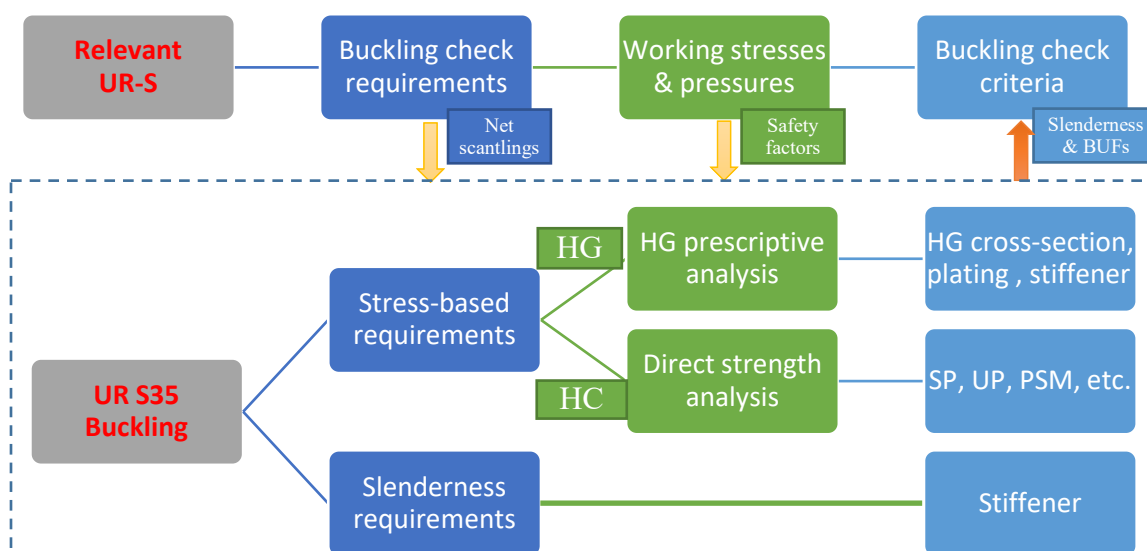 Relevant
UR-S
Buckling check
requirements
Net
scantlings
Working stresses
& pressures
Safety
factors
Buckling check
criteria
Slenderness
& BUFs
UR S35
Buckling
Stress-based
requirements
HG
HG prescriptive
analysis
HG cross-section,
plating , stiffener
HC
Direct strength
analysis
SP, UP, PSM, etc.
Slenderness
requirements
Stiffener